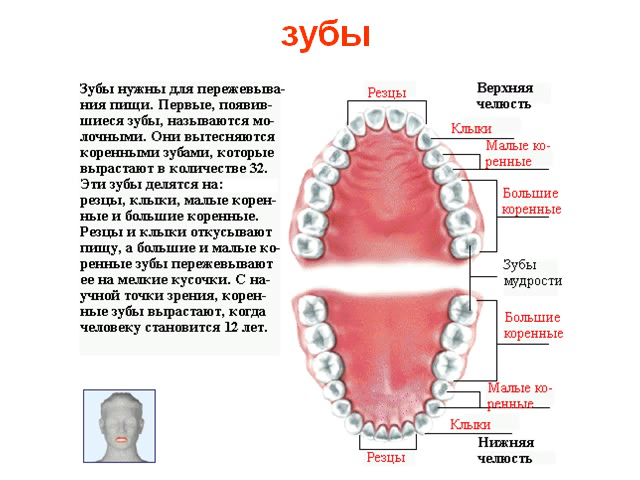 зубы
Зубы нужны для пережевыва-
ния пищи. Первые, появив-
шиеся зубы, называются мо-
лочными. Они вытесняются
коренными зубами, которые
вырастают в количестве 32.
Эти зубы делятся на:
резцы, клыки, малые корен-
ные и большие коренные.
Резцы и клыки откусывают
пищу, а большие и малые ко-
ренные зубы пережевывают
ее на мелкие кусочки. С на-
учной точки зрения, корен-
ные зубы вырастают, когда
человеку становится 12 лет.
Резцы
Верхняя
челюсть
Клыки
Малые ко-
ренные
Большие
коренные
Зубы
мудрости
Большие
коренные
Малые ко-
ренные
Клыки
Нижняя
челюсть
Резцы